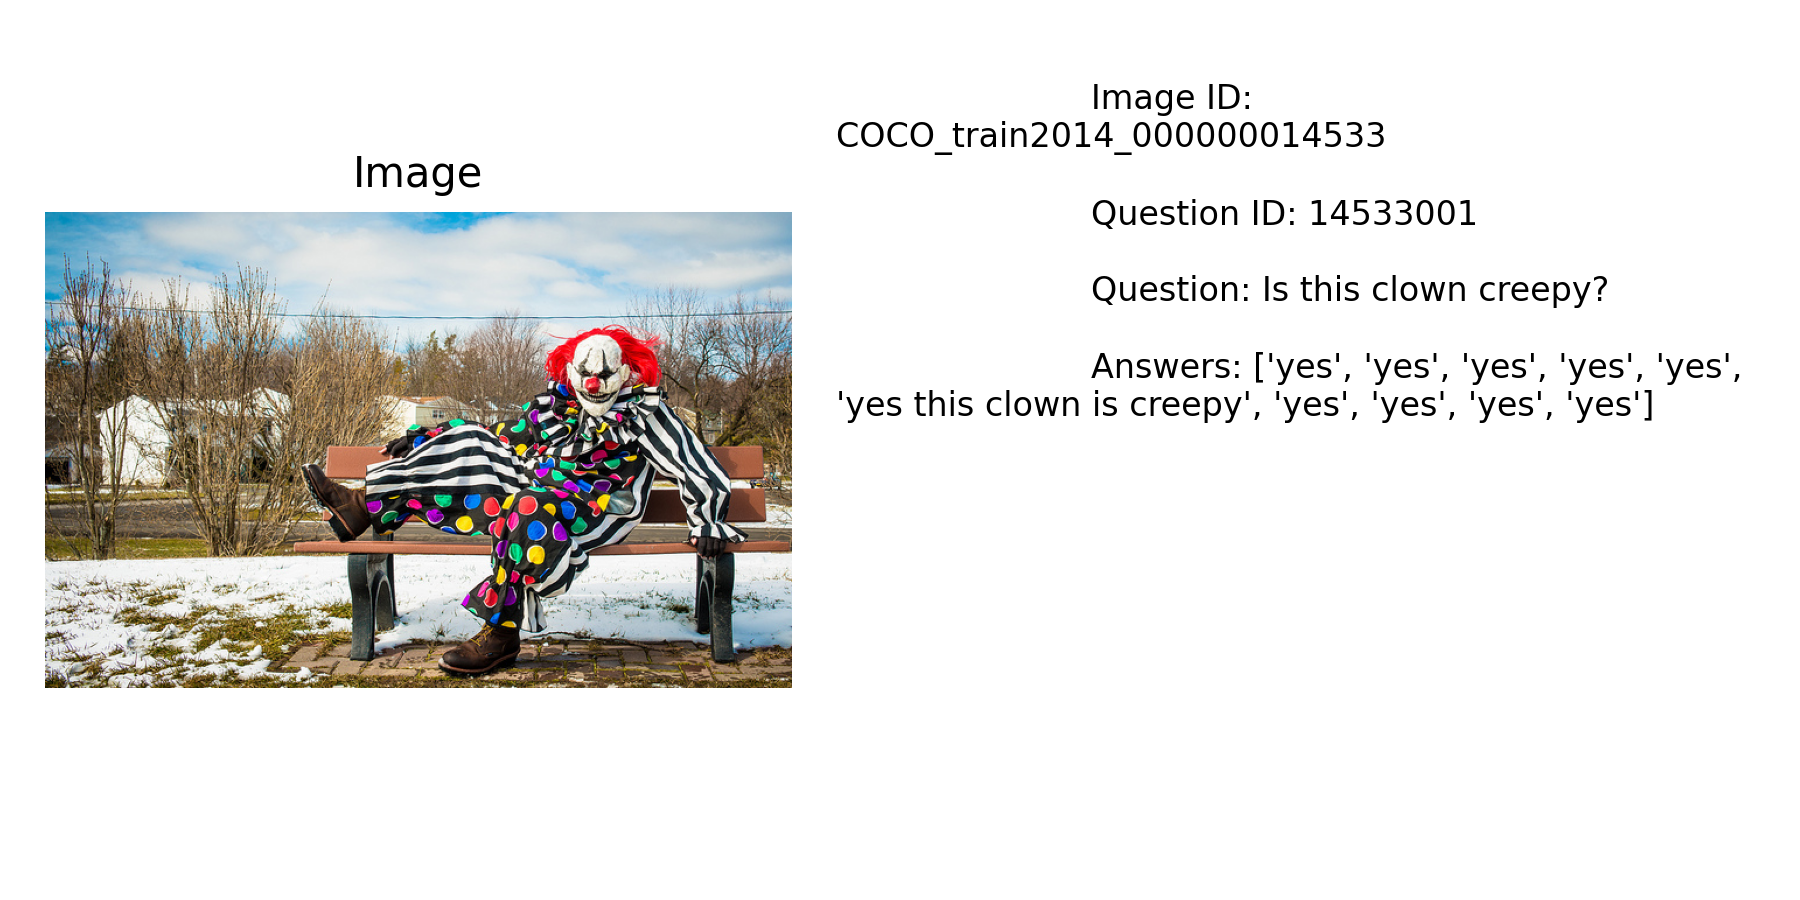 Image
Image ID:
COCO_train2014_000000014533
Question ID: 14533001
Question: Is this clown creepy?
Answers: ['yes', 'yes', 'yes', 'yes', 'yes',
'yes this clown is creepy', 'yes', 'yes', 'yes', 'yes']